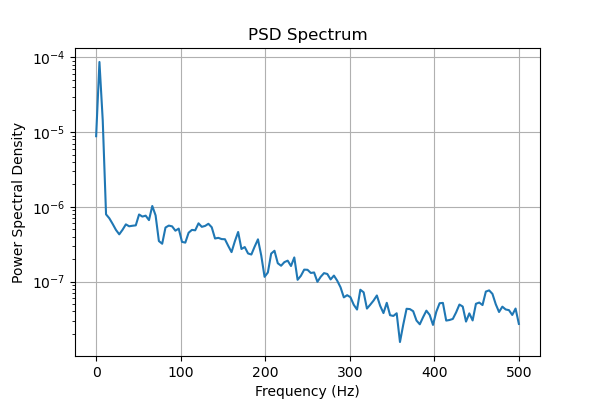 PSD Spectrum
Power Spectral Density
10⁻⁴
10⁻⁵
10⁻⁶
10⁻⁷
0 100 200 300 400 500
Frequency (Hz)